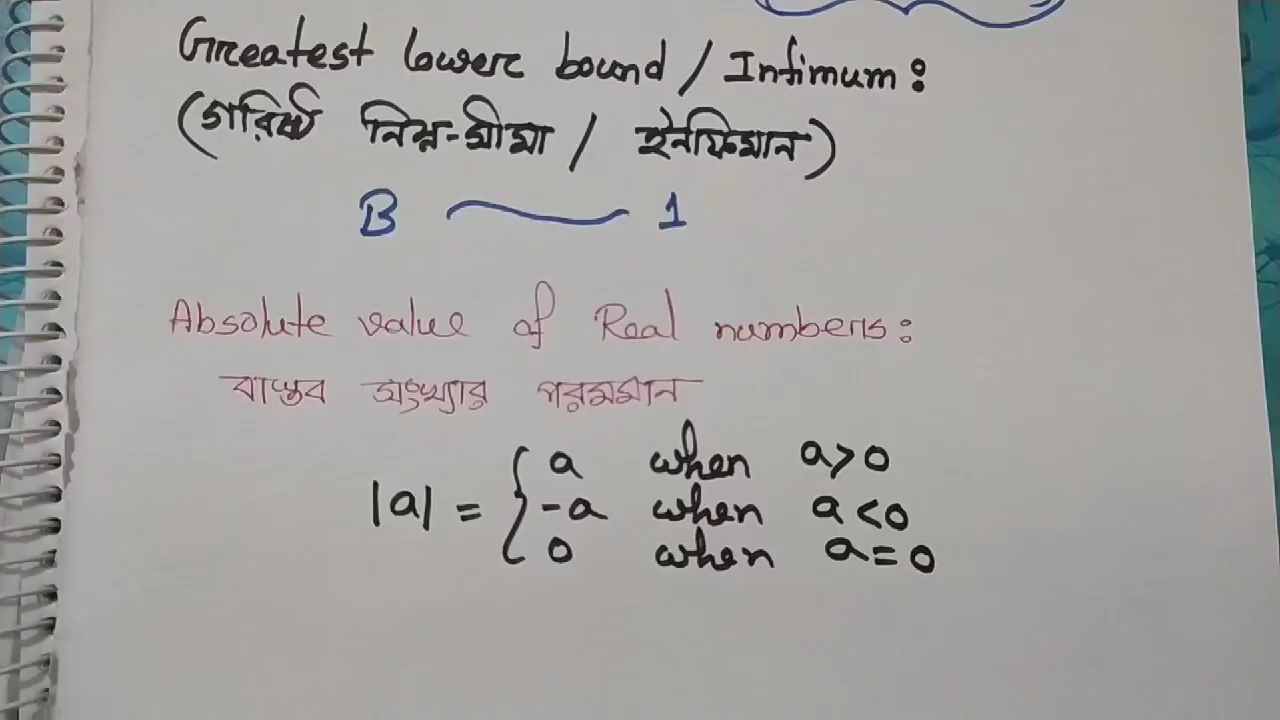 Greatest lower bound / Infimum:
(গরিষ্ঠ নিম্ন-সীমা / ইনফিমাম)
B 1
Absolute value of Real numbers:
বাস্তব সংখ্যার পরমমান
|a| = { a when a>0
-a when a<0
0 when a=0